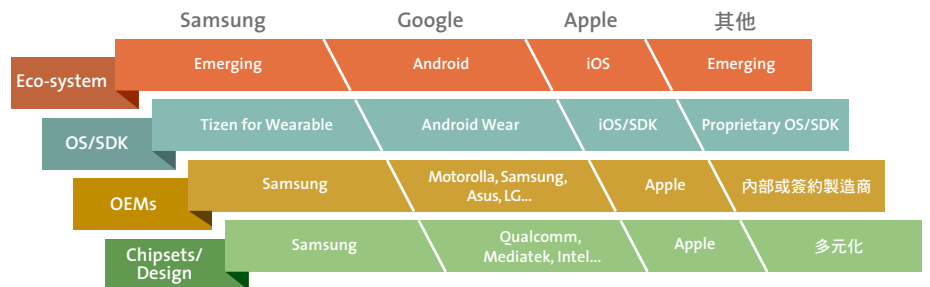 Samsung Google Apple 其他
Eco-system Emerging Android iOS Emerging
OS/SDK Tizen for Wearable Android Wear iOS/SDK Proprietary OS/SDK
OEMs Samsung Motorolla, Samsung,
Asus, LG... Apple 內部或簽約製造商
Chipsets/
Design Samsung Qualcomm,
Mediatek, Intel... Apple 多元化